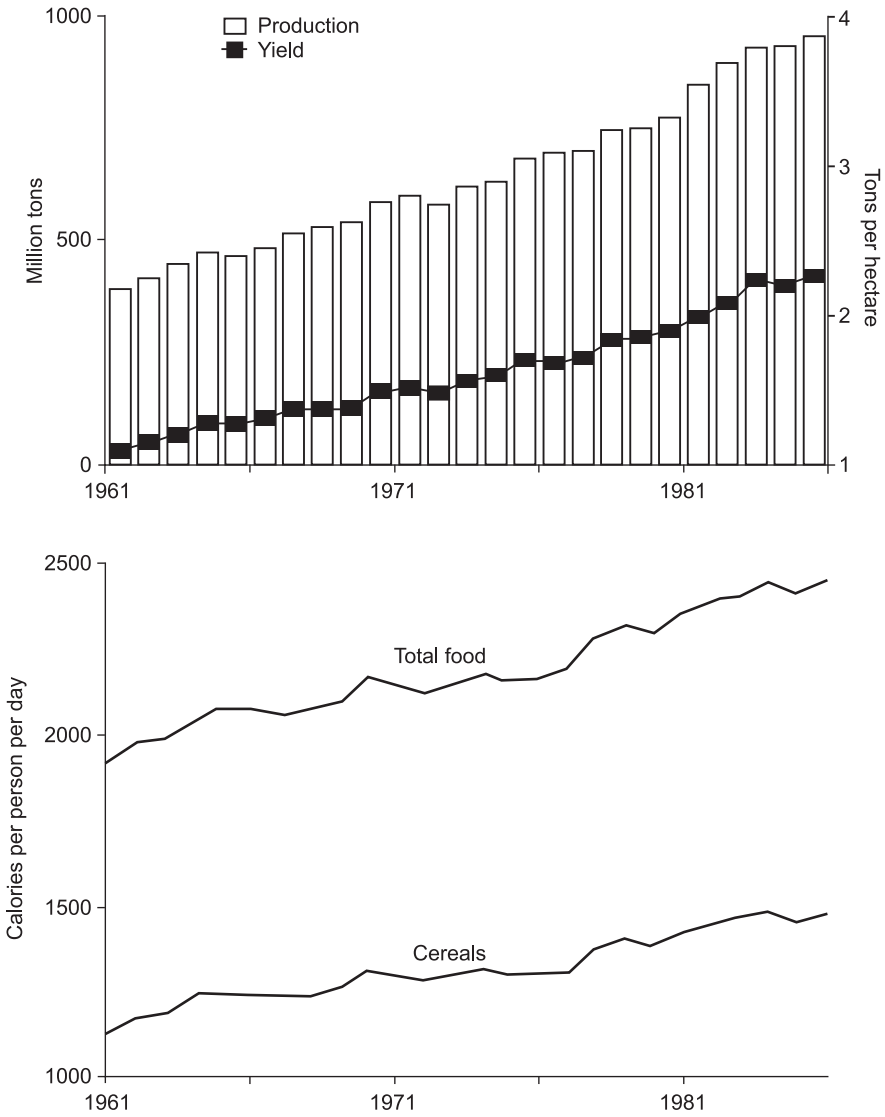 1000
4
Production
Yield
3
Million tons
500
Tons per hectare
2
0
1
1961
1971
1981
2500
Total food
2000
Calories per person per day
1500
Cereals
1000
1961
1971
1981